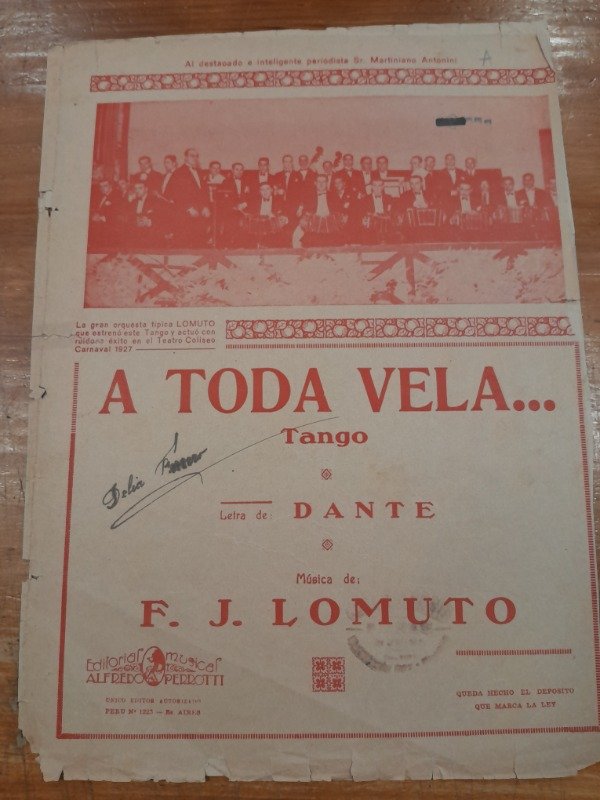 Al destacado e inteligente periodista Sr. Martiniano Antonini
A
La gran orquesta típica LOMUTO
que estrenó este Tango y actuó con
ruidoso éxito en el Teatro Coliseo
Carnaval 1927
A TODA VELA...
Tango
Delia
Letra de: DANTE
Música de:
F. J. LOMUTO
Editorial Musical
ALFREDO PERROTTI
UNICO EDITOR AUTORIZADO
PERU Nº 1223 - Bs AIRES
QUEDA HECHO EL DEPOSITO
QUE MARCA LA LEY